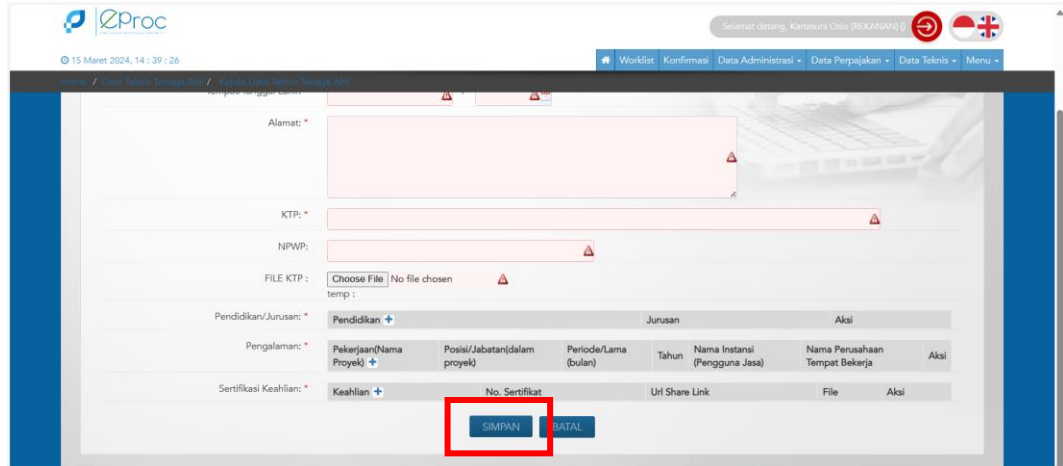 eproc
Selamat datang, Kartasura Oslo (REKANAN) ()
15 Maret 2024, 14 : 39 : 26
Worklist Konfirmasi Data Administrasi Data Perpajakan Data Teknis Menu
Home / Data Teknis Tenaga Ahli / Kelola Data Teknis Tenaga Ahli
Tempat/Tanggal Lahir: *
Alamat: *
KTP: *
NPWP:
FILE KTP : Choose File No file chosen
temp :
Pendidikan/Jurusan: * Pendidikan + Jurusan Aksi
Pengalaman: * Pekerjaan(Nama Proyek) + Posisi/Jabatan(dalam proyek) Periode/Lama (bulan) Tahun Nama Instansi (Pengguna Jasa) Nama Perusahaan Tempat Bekerja Aksi
Sertifikasi Keahlian: * Keahlian + No. Sertifikat Url Share Link File Aksi
SIMPAN BATAL